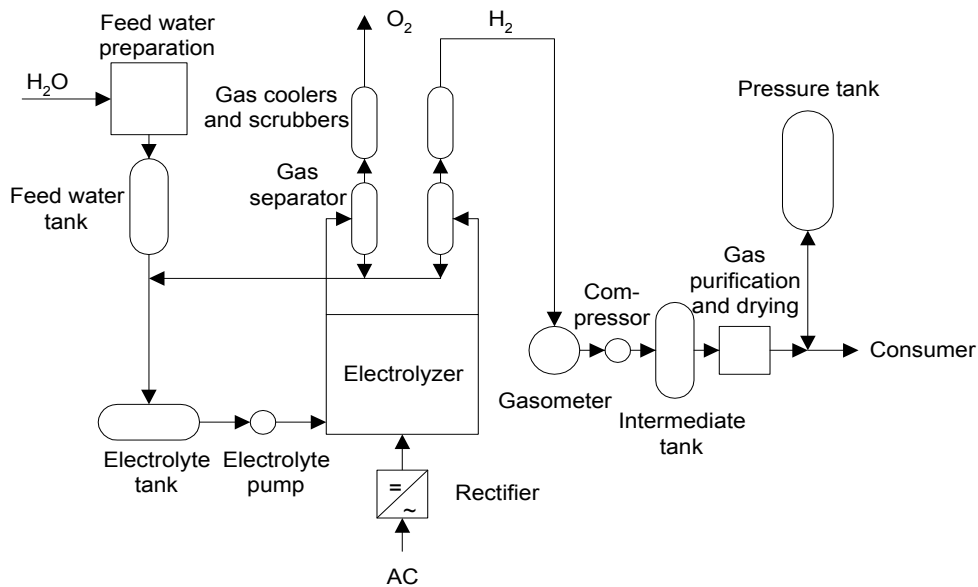 Feed water
preparation
H₂O
O₂
H₂
Gas coolers
and scrubbers
Pressure tank
Feed water
tank
Gas
separator
Gas
purification
and drying
Com-
pressor
Consumer
Electrolyzer
Gasometer
Intermediate
tank
Electrolyte
tank
Electrolyte
pump
=
~
Rectifier
AC